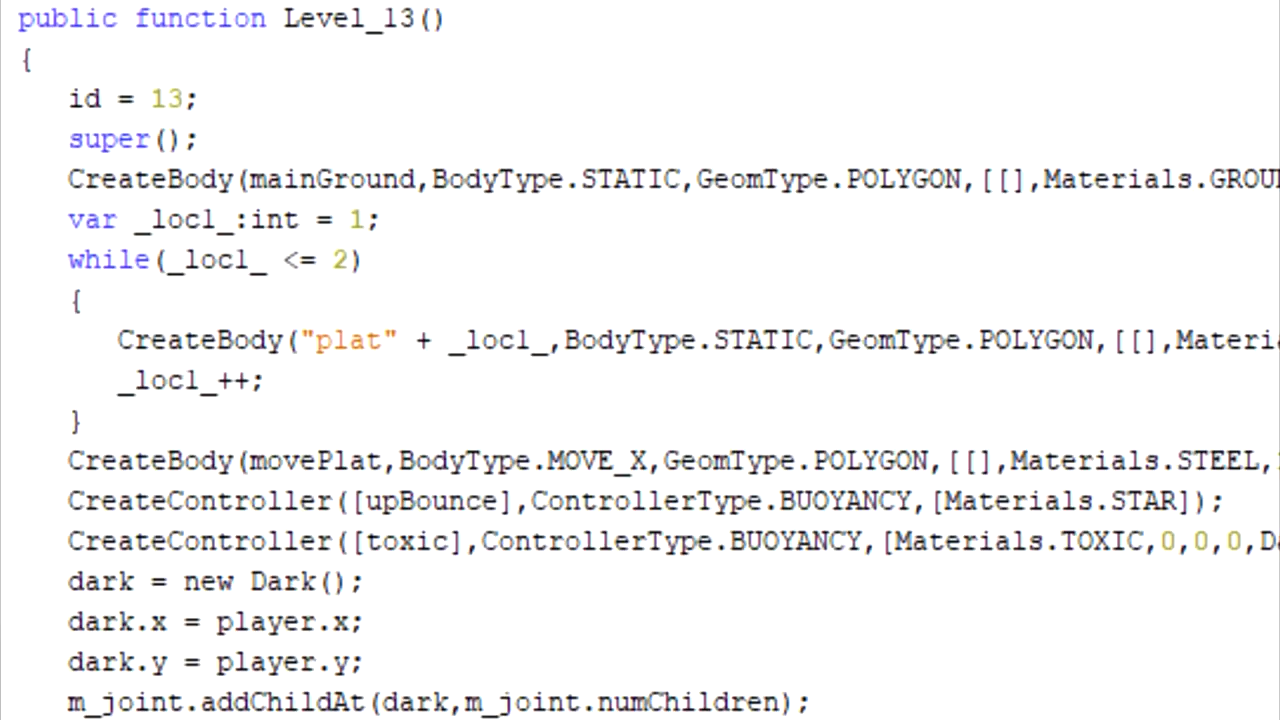 public function Level_13()
{
id = 13;
super();
CreateBody(mainGround,BodyType.STATIC,GeomType.POLYGON,[[],Materials.GROU
var _loc1_:int = 1;
while(_loc1_ <= 2)
{
CreateBody("plat" + _loc1_,BodyType.STATIC,GeomType.POLYGON,[[],Materia
_loc1_++;
}
CreateBody(movePlat,BodyType.MOVE_X,GeomType.POLYGON,[[],Materials.STEEL,
CreateController([upBounce],ControllerType.BUOYANCY,[Materials.STAR]);
CreateController([toxic],ControllerType.BUOYANCY,[Materials.TOXIC,0,0,0,Da
dark = new Dark();
dark.x = player.x;
dark.y = player.y;
m_joint.addChildAt(dark,m_joint.numChildren);